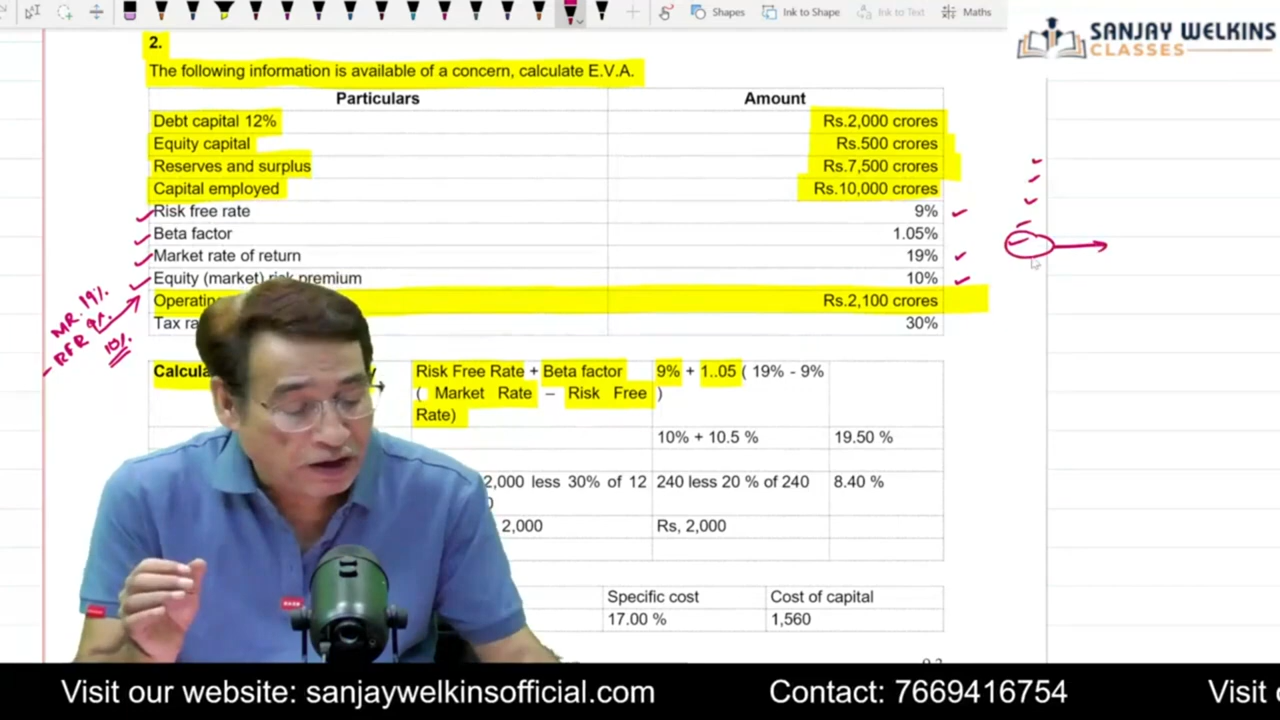 Shapes Ink to Shape Ink to Text Maths
SANJAY WELKINS
CLASSES
2.
The following information is available of a concern, calculate E.V.A.
Particulars Amount
Debt capital 12% Rs.2,000 crores
Equity capital Rs.500 crores
Reserves and surplus Rs.7,500 crores
Capital employed Rs.10,000 crores
Risk free rate 9%
Beta factor 1.05%
Market rate of return 19%
Equity (market) risk premium 10%
Operatin Rs.2,100 crores
Tax ra 30%
MR. 19%
- RFR 9%
10%
Calcula Risk Free Rate + Beta factor 9% + 1..05 ( 19% - 9%
( Market Rate – Risk Free )
Rate)
10% + 10.5 % 19.50 %
2,000 less 30% of 12 240 less 20 % of 240 8.40 %
2,000 Rs, 2,000
Specific cost Cost of capital
17.00 % 1,560
Visit our website: sanjaywelkinsofficial.com Contact: 7669416754 Visit